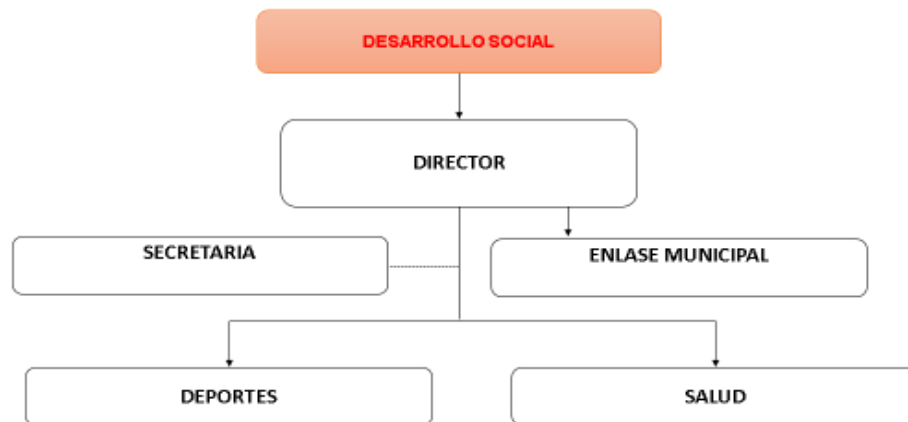 DESARROLLO SOCIAL
DIRECTOR
SECRETARIA
ENLASE MUNICIPAL
DEPORTES
SALUD